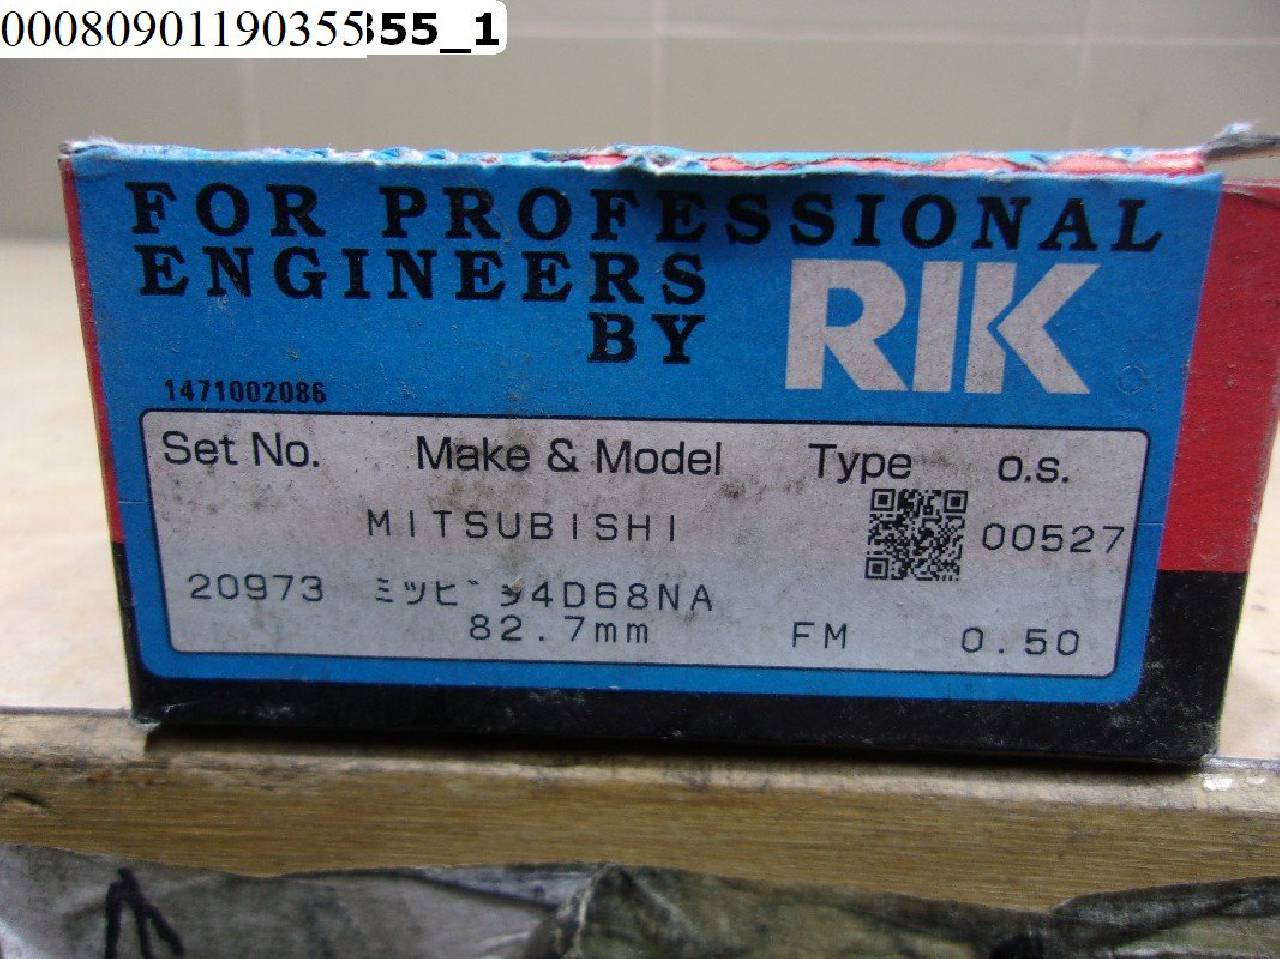 00080901190355355_1
FOR PROFESSIONAL
ENGINEERS
BY RIK
1471002086
Set No. Make & Model Type o.s.
MITSUBISHI 00527
20973 ミツビシ4D68NA
82.7mm FM 0.50